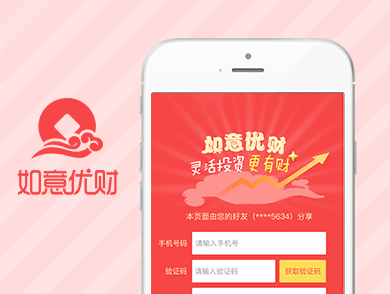 如意优财
如意优财
灵活投资更有财
本页面由您的好友（****5634）分享
手机号码 请输入手机号
验证码 请输入验证码 获取验证码